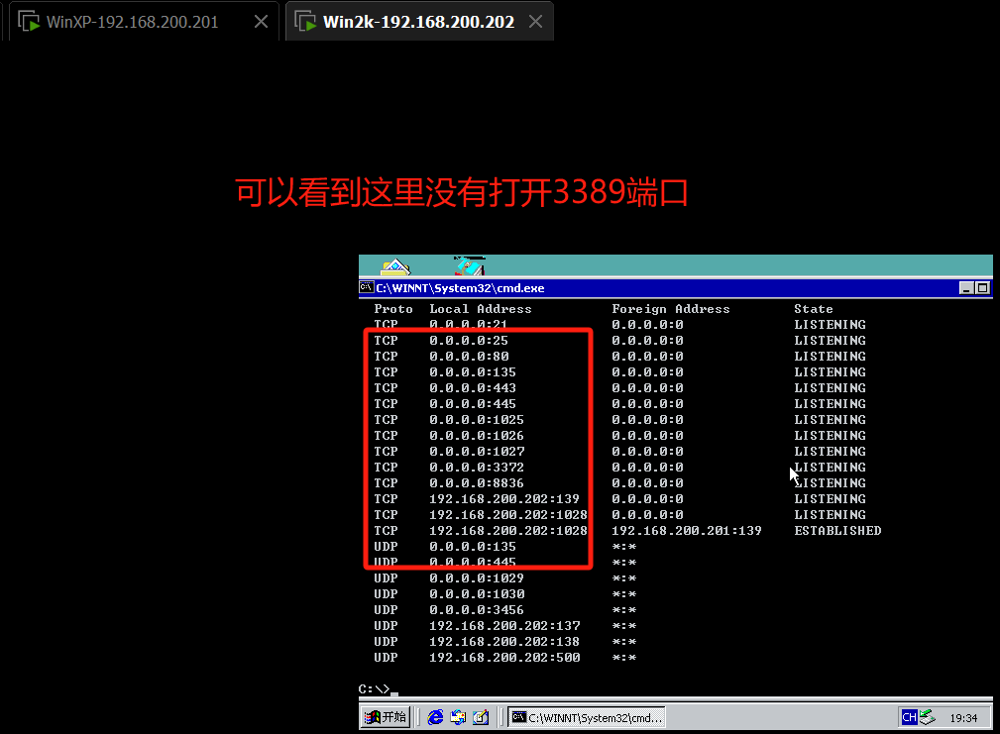 WinXP-192.168.200.201
Win2k-192.168.200.202
可以看到这里没有打开3389端口
C:\WINNT\System32\cmd.exe
Proto Local Address Foreign Address State
TCP 0.0.0.0:21 0.0.0.0:0 LISTENING
TCP 0.0.0.0:25 0.0.0.0:0 LISTENING
TCP 0.0.0.0:80 0.0.0.0:0 LISTENING
TCP 0.0.0.0:135 0.0.0.0:0 LISTENING
TCP 0.0.0.0:443 0.0.0.0:0 LISTENING
TCP 0.0.0.0:445 0.0.0.0:0 LISTENING
TCP 0.0.0.0:1025 0.0.0.0:0 LISTENING
TCP 0.0.0.0:1026 0.0.0.0:0 LISTENING
TCP 0.0.0.0:1027 0.0.0.0:0 LISTENING
TCP 0.0.0.0:3372 0.0.0.0:0 LISTENING
TCP 0.0.0.0:8836 0.0.0.0:0 LISTENING
TCP 192.168.200.202:139 0.0.0.0:0 LISTENING
TCP 192.168.200.202:1028 0.0.0.0:0 LISTENING
TCP 192.168.200.202:1028 192.168.200.201:139 ESTABLISHED
UDP 0.0.0.0:135 *:*
UDP 0.0.0.0:445 *:*
UDP 0.0.0.0:1029 *:*
UDP 0.0.0.0:1030 *:*
UDP 0.0.0.0:3456 *:*
UDP 192.168.200.202:137 *:*
UDP 192.168.200.202:138 *:*
UDP 192.168.200.202:500 *:*
C:\>_
开始 C:\WINNT\System32\cmd... CH 19:34